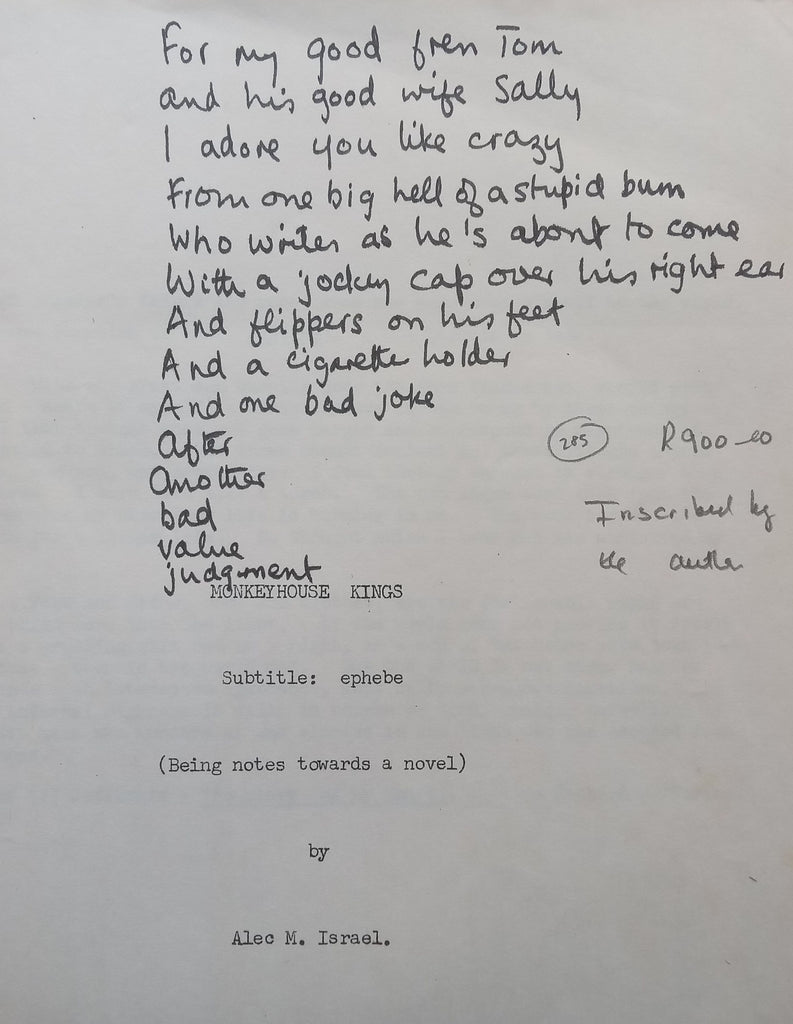 For my good fren Tom
and his good wife Sally
I adore you like crazy
From one big hell of a stupid bum
Who writes as he's about to come
With a jockey cap over his right ear
And flippers on his feet
And a cigarette holder
And one bad joke
After
Another
bad
value
judgment
285 R900-00
Inscribed by
the author
MONKEYHOUSE KINGS
Subtitle: ephebe
(Being notes towards a novel)
by
Alec M. Israel.